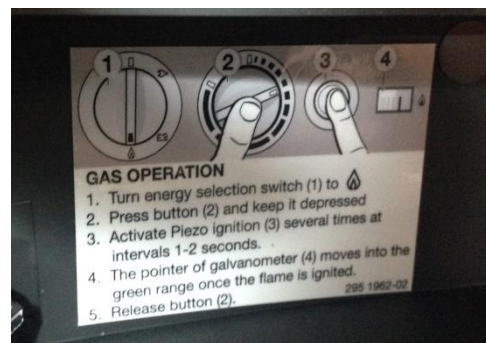 1 2 3 4
GAS OPERATION
1. Turn energy selection switch (1) to
2. Press button (2) and keep it depressed
3. Activate Piezo ignition (3) several times at
intervals 1-2 seconds.
4. The pointer of galvanometer (4) moves into the
green range once the flame is ignited.
5. Release button (2).
295 1962-02